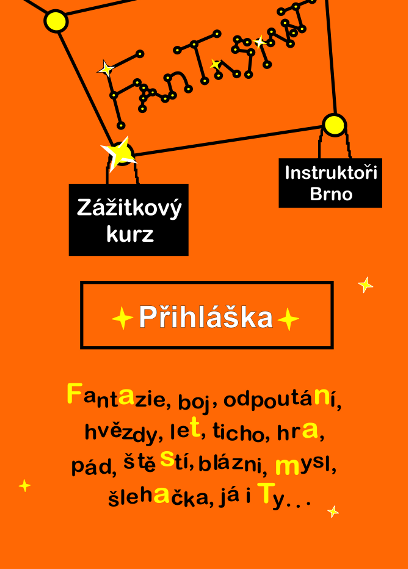 Zážitkový
kurz
Instruktoři
Brno
Přihláška
Fantazie, boj, odpoutání,
hvězdy, let, ticho, hra,
pád, štěstí, blázni, mysl,
šlehačka, já i Ty...